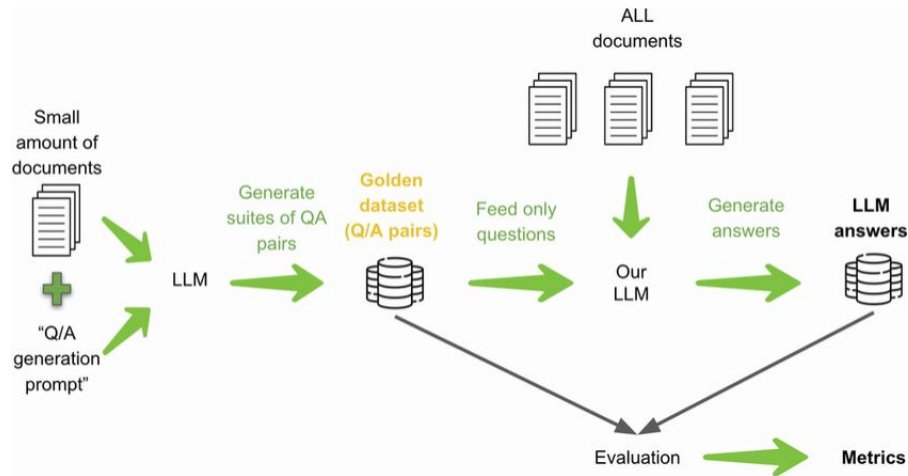 ALL
documents
Small
amount of
documents
"Q/A
generation
prompt"
LLM
Generate
suites of QA
pairs
Golden
dataset
(Q/A pairs)
Feed only
questions
Our
LLM
Generate
answers
LLM
answers
Evaluation
Metrics